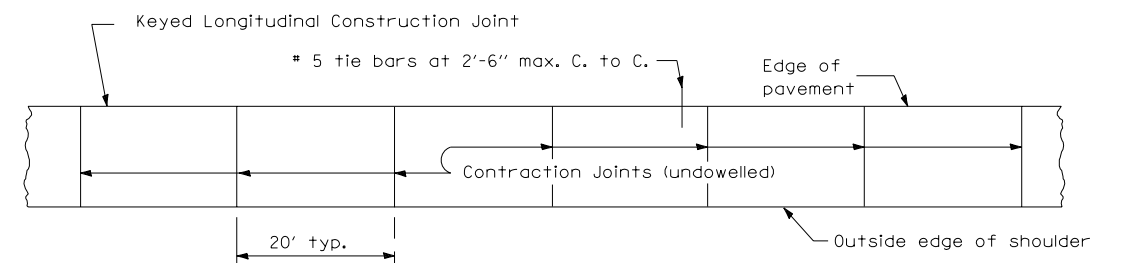 Keyed Longitudinal Construction Joint
# 5 tie bars at 2'-6" max. C. to C.
Edge of
pavement
Contraction Joints (undowelled)
20' typ.
Outside edge of shoulder